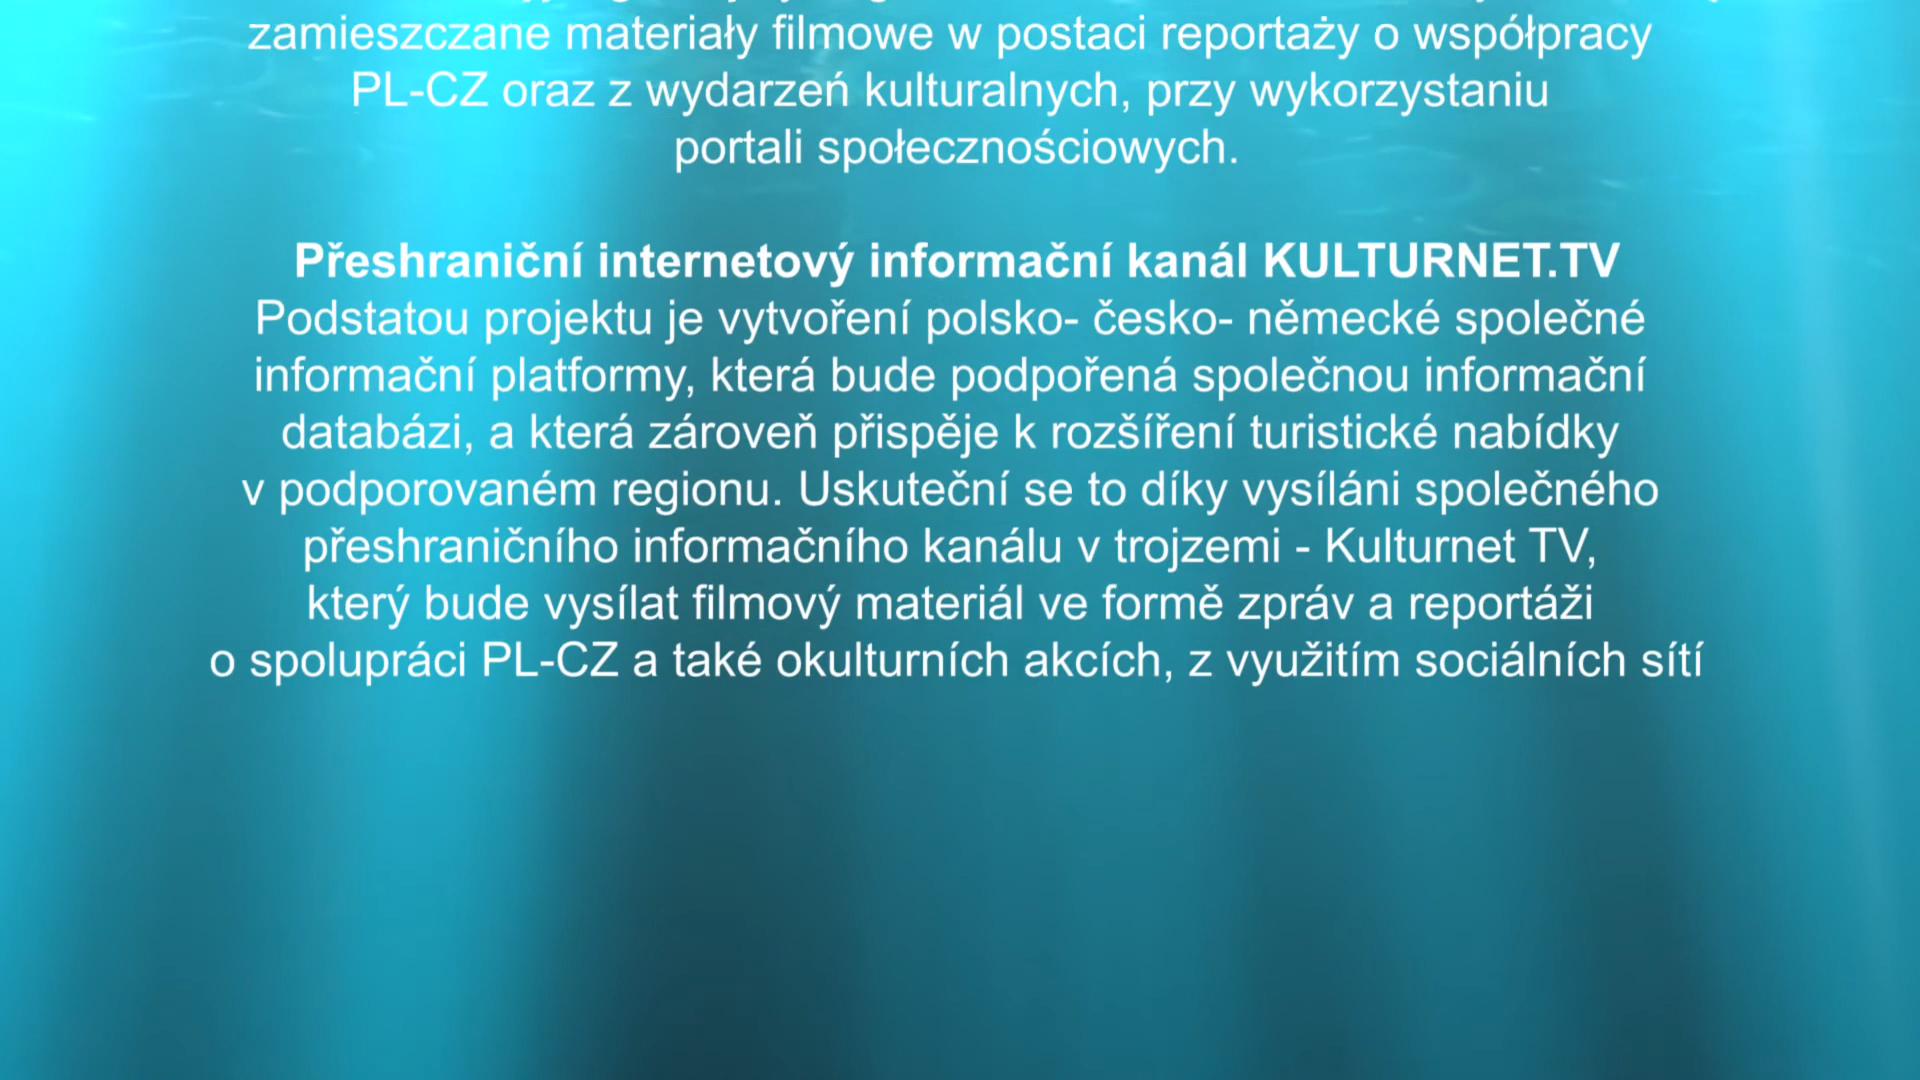 zamieszczane materiały filmowe w postaci reportaży o współpracy
PL-CZ oraz z wydarzeń kulturalnych, przy wykorzystaniu
portali społecznościowych.
Přeshraniční internetový informační kanál KULTURNET.TV
Podstatou projektu je vytvoření polsko- česko- německé společné
informační platformy, která bude podpořená společnou informační
databázi, a která zároveň přispěje k rozšíření turistické nabídky
v podporovaném regionu. Uskuteční se to díky vysíláni společného
přeshraničního informačního kanálu v trojzemi - Kulturnet TV,
který bude vysílat filmový materiál ve formě zpráv a reportáži
o spolupráci PL-CZ a také okulturních akcích, z využitím sociálních sítí